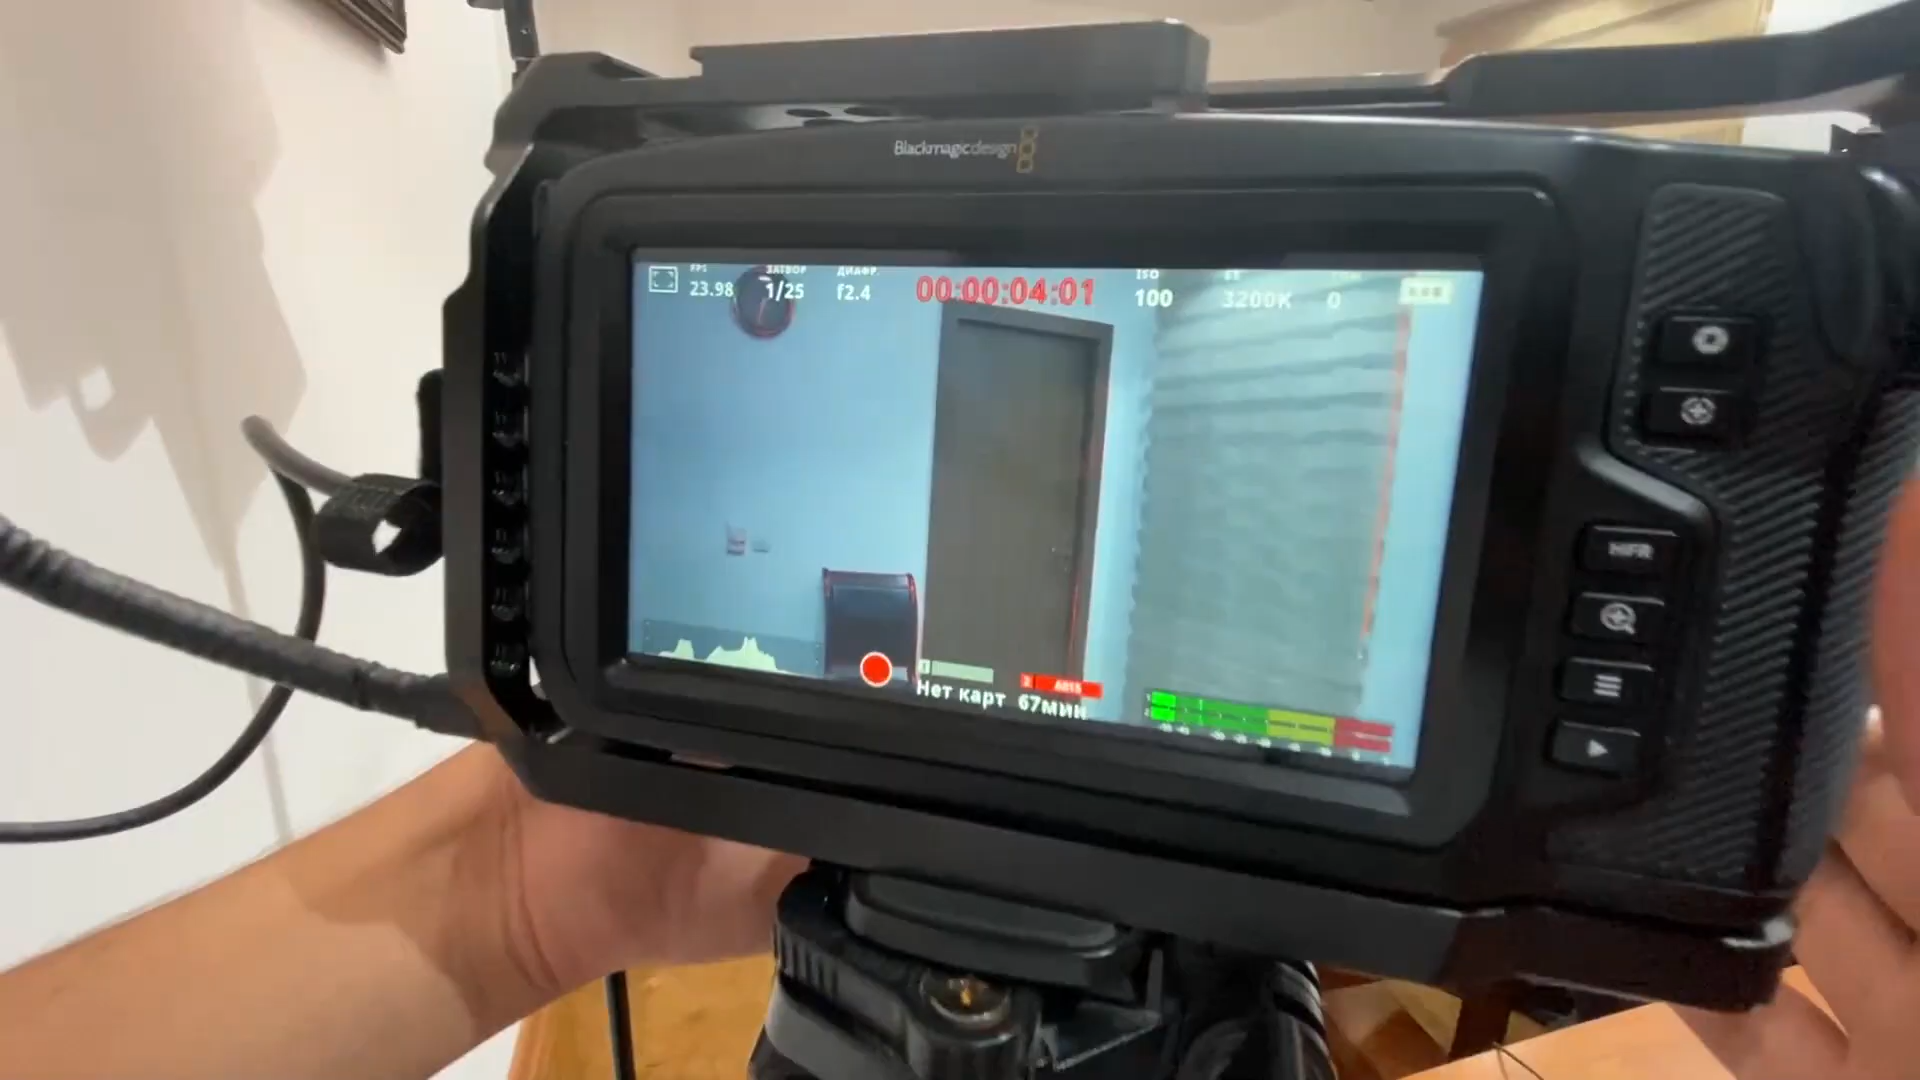 Blackmagicdesign
FPS ЗАТВОР ДИАФР. ISO
23.98 1/25 f2.4 00:00:04:01 100 3200K 0
HFR
Нет карт 67мин